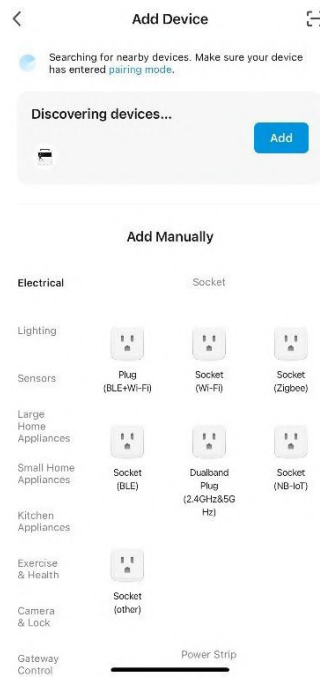 Add Device
Searching for nearby devices. Make sure your device
has entered pairing mode.
Discovering devices...
Add
Add Manually
Electrical
Socket
Lighting
Sensors
Large
Home
Appliances
Small Home
Appliances
Kitchen
Appliances
Exercise
& Health
Camera
& Lock
Gateway
Control
Plug
(BLE+Wi-Fi)
Socket
(Wi-Fi)
Socket
(Zigbee)
Socket
(BLE)
Dualband
Plug
(2.4GHz&5G
Hz)
Socket
(NB-IoT)
Socket
(other)
Power Strip